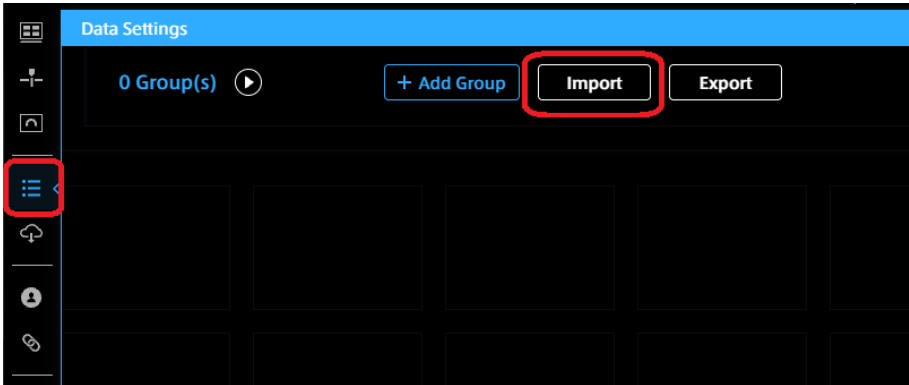 Data Settings
0 Group(s)
+ Add Group
Import
Export